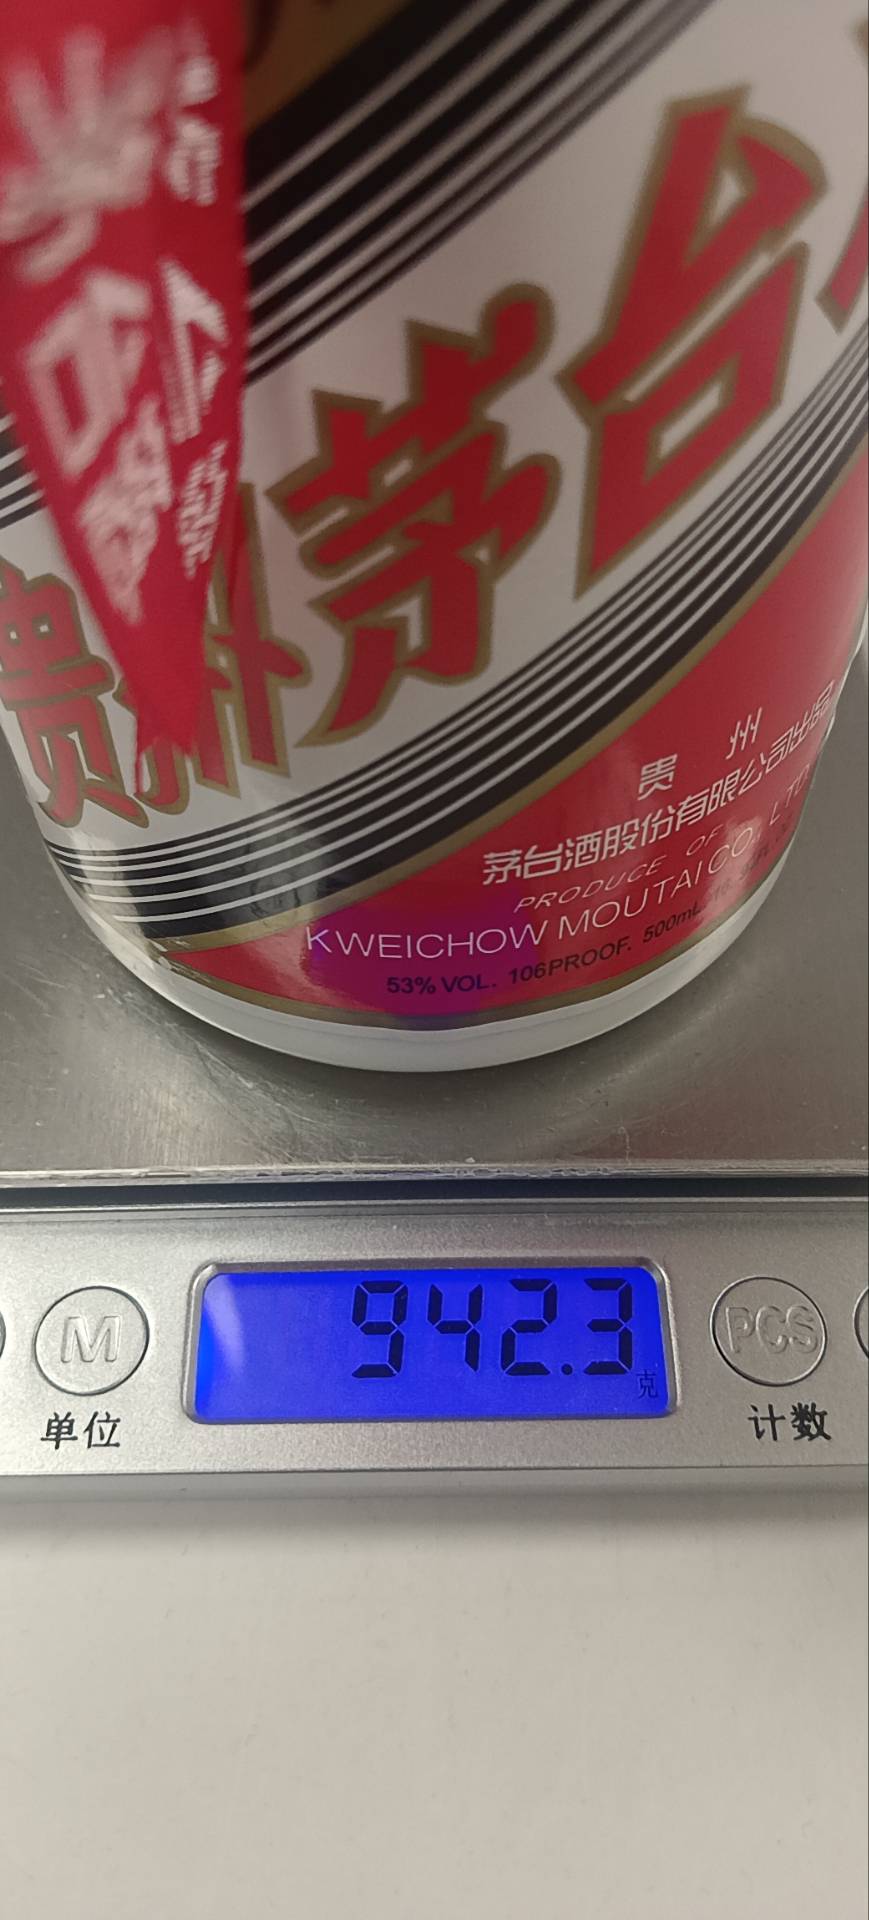 贵州茅台
贵 州
茅台酒股份有限公司出品
PRODUCE OF
KWEICHOW MOUTAI CO., LTD
53% VOL. 106PROOF. 500mL
942.3
克
M
PCS
单位
计数